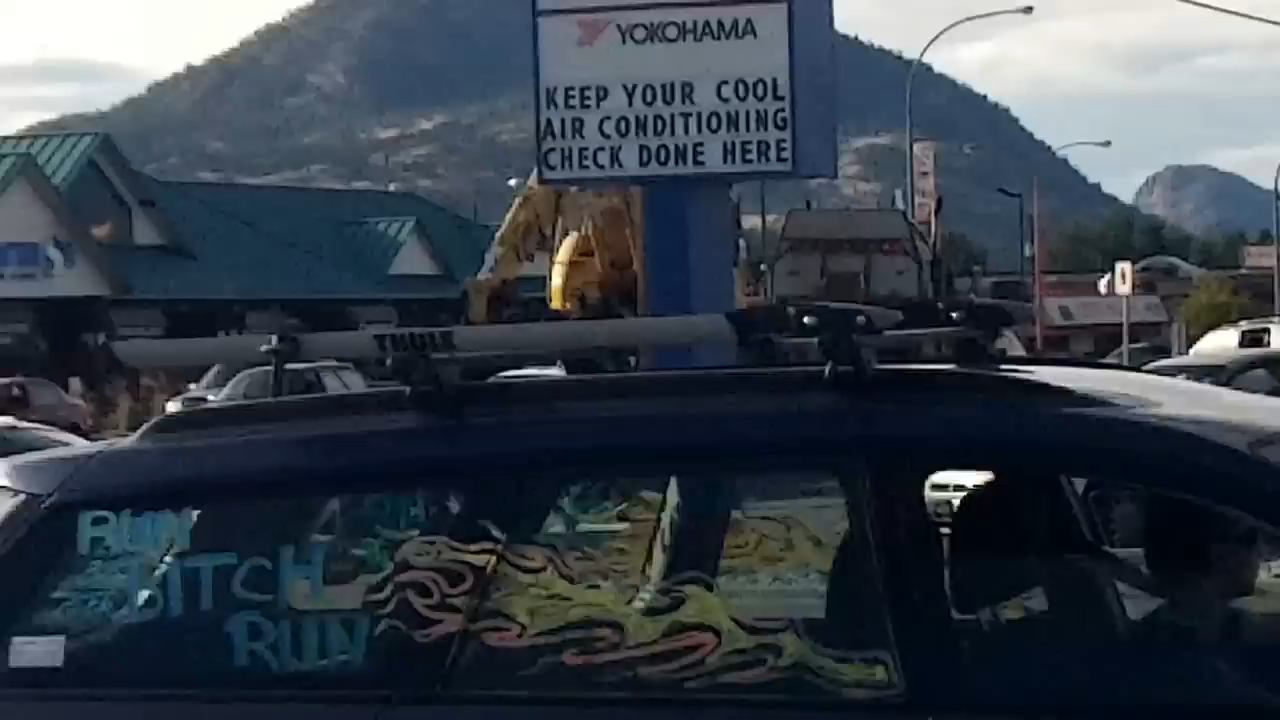 YOKOHAMA
KEEP YOUR COOL
AIR CONDITIONING
CHECK DONE HERE
THULE
RUN
BITCH
RUN